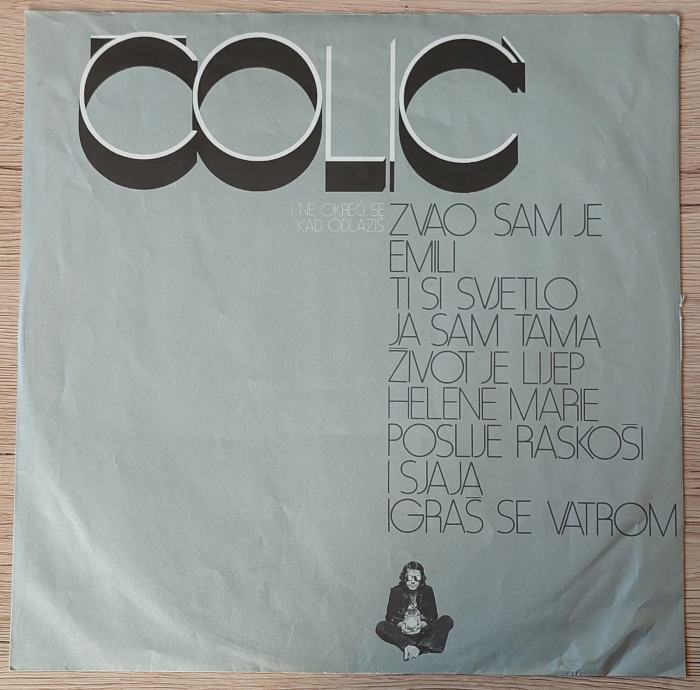 ČOLIĆ
I NE OKREĆI SE
KAD ODLAZIŠ
ZVAO SAM JE
EMILI
TI SI SVJETLO
JA SAM TAMA
ŽIVOT JE LIJEP
HELENE MARIE
POSLIJE RASKOŠI
I SJAJA
IGRAŠ SE VATROM